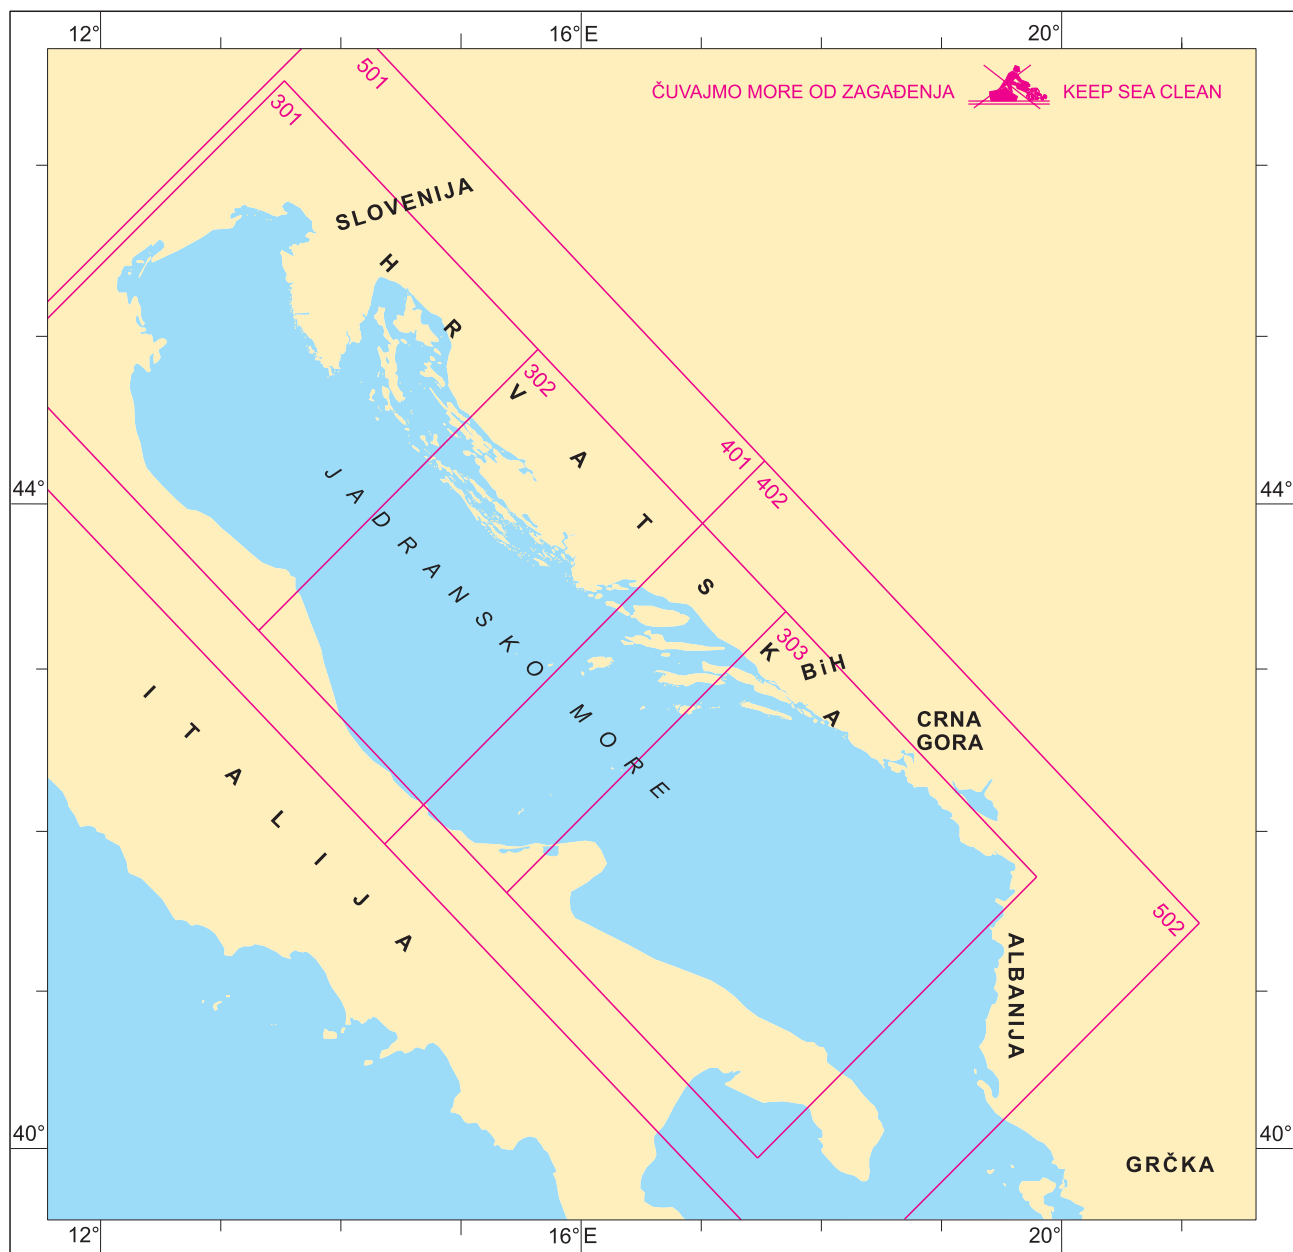 12° 16°E 20°
ČUVAJMO MORE OD ZAGAĐENJA KEEP SEA CLEAN
501
301
SLOVENIJA
HRVATSKA
302
401
402
44° 44°
JADRANSKO MORE
303
BiH
ITALIJA
CRNA
GORA
502
ALBANIJA
40° 40°
GRČKA
12° 16°E 20°